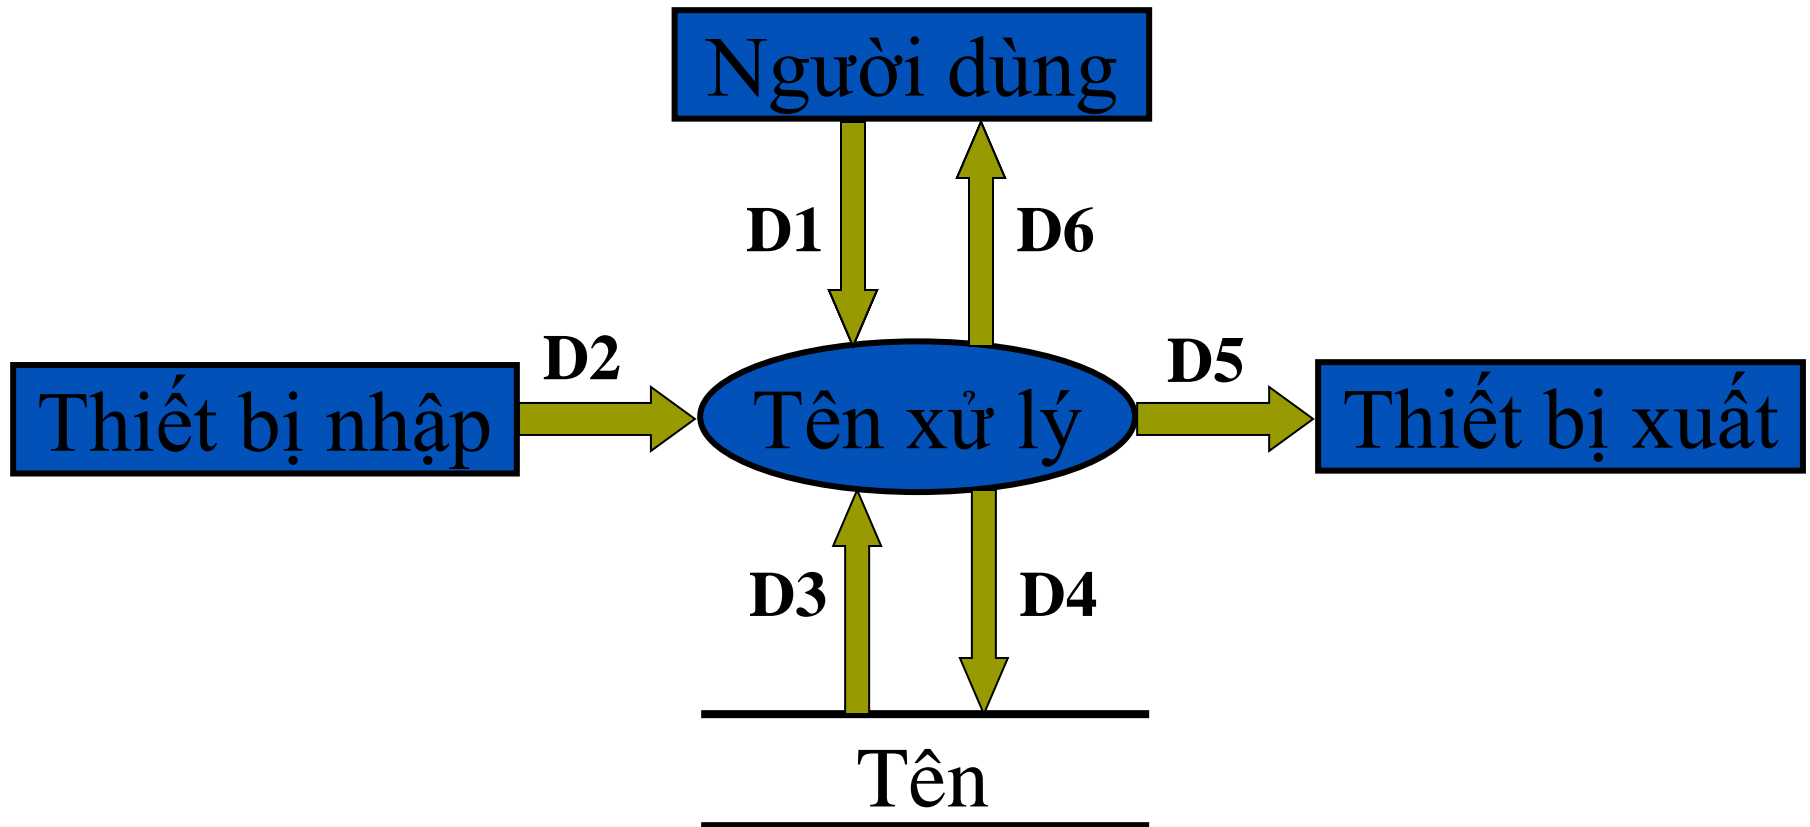 Người dùng
D1
D6
D2
D5
Thiết bị nhập
Tên xử lý
Thiết bị xuất
D3
D4
Tên